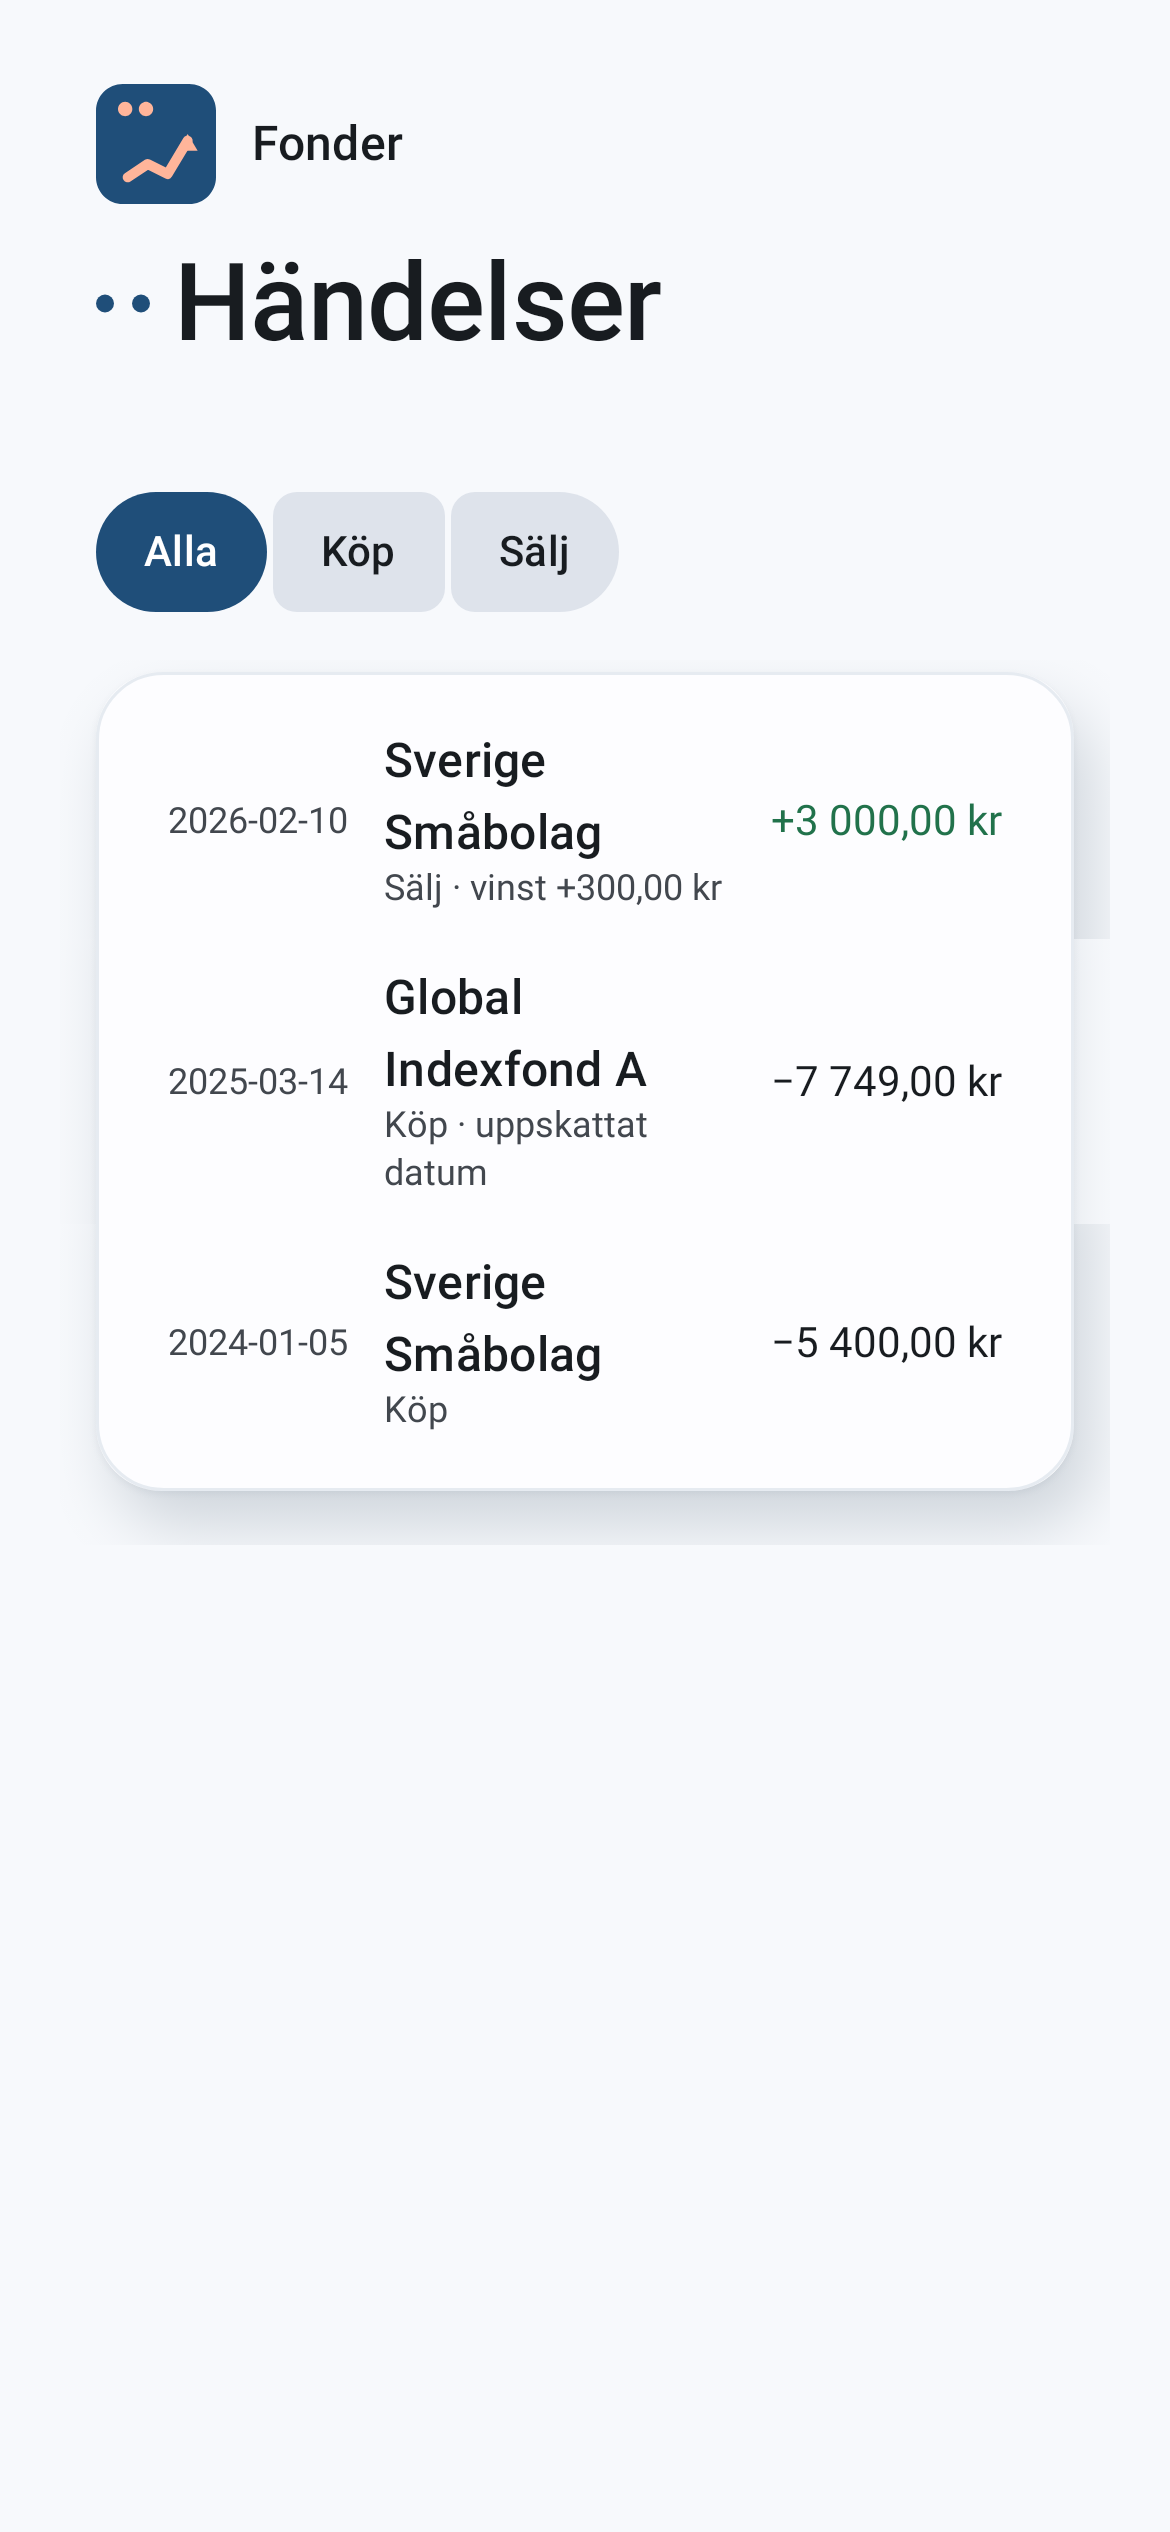 Fonder
Händelser
Alla
Köp
Sälj
2026-02-10
Sverige
Småbolag
Sälj · vinst +300,00 kr
+3 000,00 kr
2025-03-14
Global
Indexfond A
Köp · uppskattat
datum
−7 749,00 kr
2024-01-05
Sverige
Småbolag
Köp
−5 400,00 kr